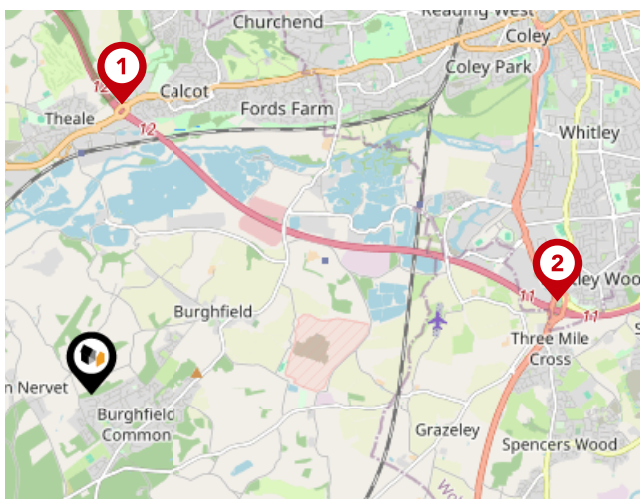 Churchend
Reading West
Coley
1
Coley Park
12
Calcot
Fords Farm
Theale
12
Whitley
2
11
11
Burghfield
Three Mile
Cross
Burghfield
Common
Grazeley
Spencers Wood